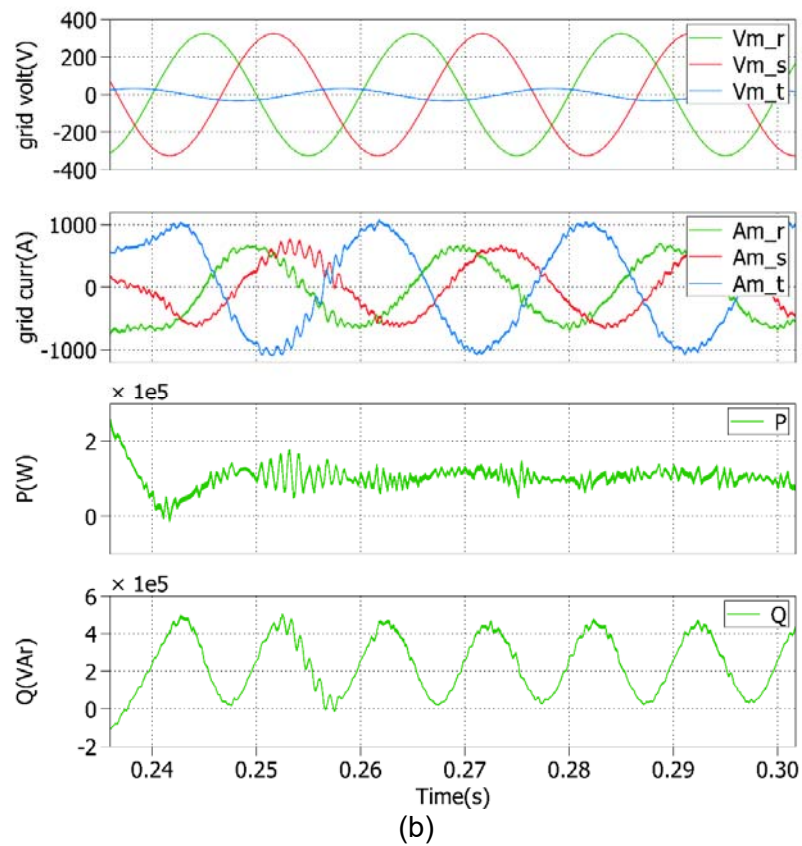 400
200
0
-200
-400
grid volt(V)
Vm_r
Vm_s
Vm_t
1000
0
-1000
grid curr(A)
Am_r
Am_s
Am_t
× 1e5
2
0
P(W)
P
× 1e5
6
4
2
0
-2
Q(VAr)
Q
0.24 0.25 0.26 0.27 0.28 0.29 0.30
Time(s)
(b)